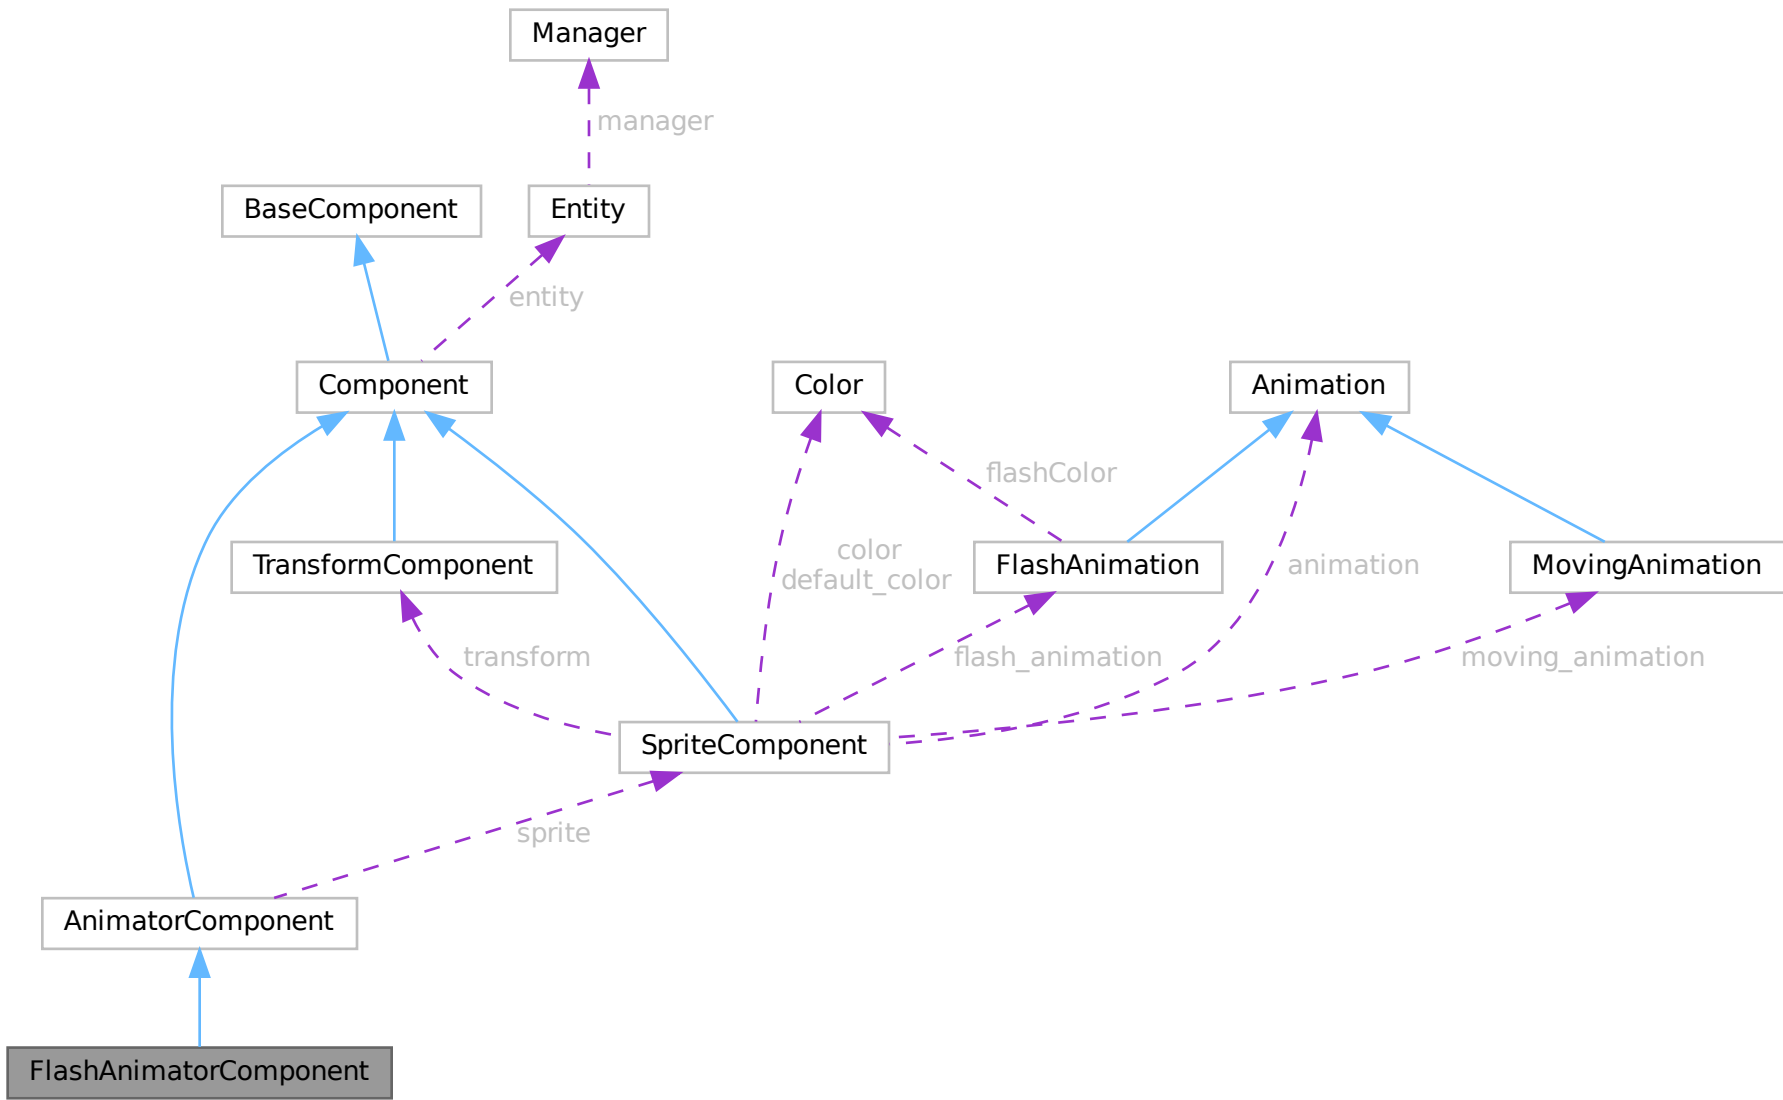 Manager
manager
BaseComponent
Entity
entity
Component
Color
Animation
flashColor
color
default_color
TransformComponent
FlashAnimation
animation
MovingAnimation
transform
flash_animation
moving_animation
SpriteComponent
sprite
AnimatorComponent
FlashAnimatorComponent